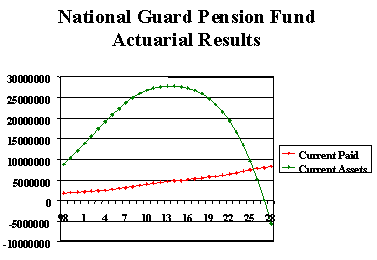 National Guard Pension Fund
Actuarial Results
30000000
25000000
20000000
15000000
10000000
5000000
0
-5000000
-10000000
98 1 4 7 10 13 16 19 22 25 28
Current Paid
Current Assets